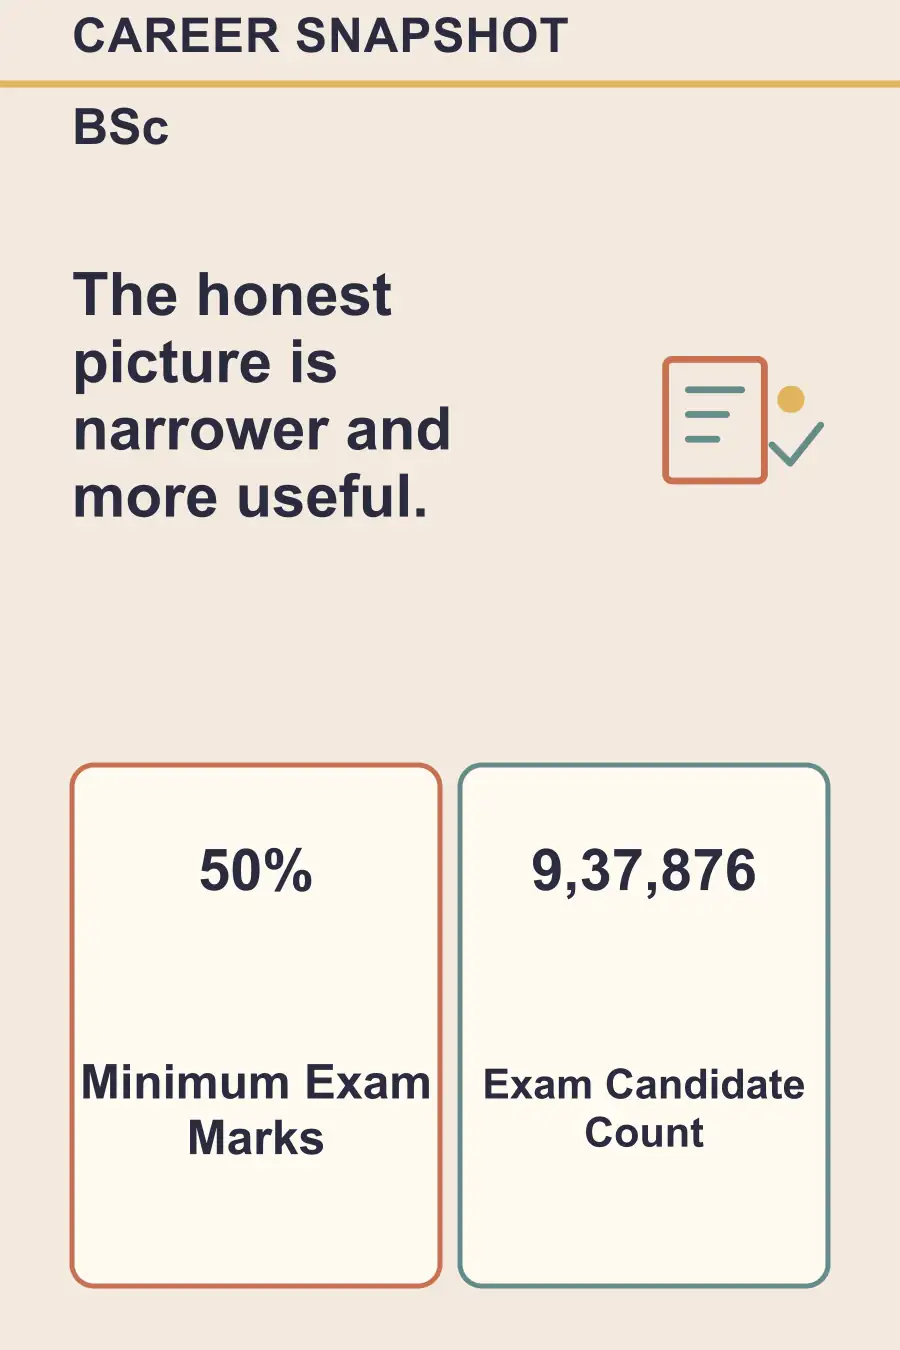 CAREER SNAPSHOT
BSc
The honest
picture is
narrower and
more useful.
50%
Minimum Exam
Marks
9,37,876
Exam Candidate
Count